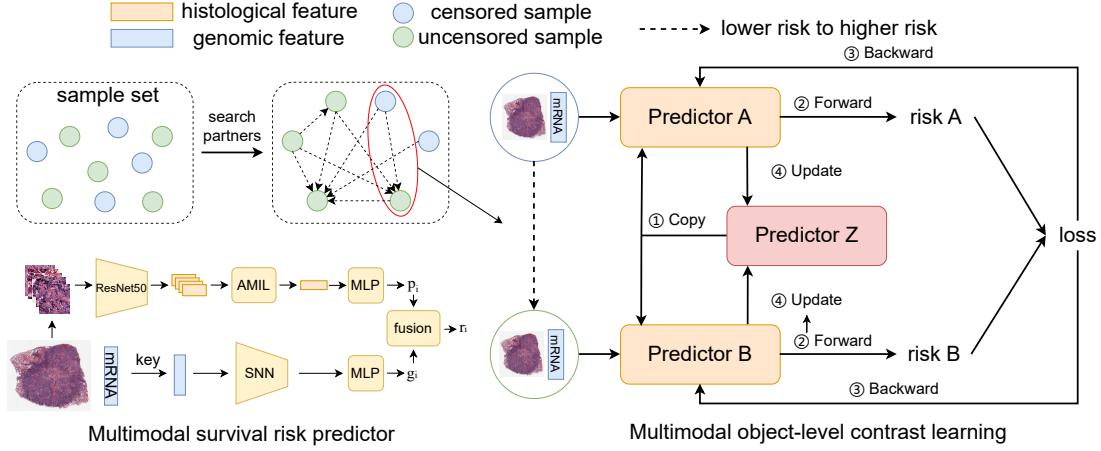 histological feature
genomic feature
censored sample
uncensored sample
lower risk to higher risk
sample set
search
partners
ResNet50
AMIL
MLP
pᵢ
fusion
rᵢ
mRNA
key
SNN
MLP
gᵢ
Multimodal survival risk predictor
③ Backward
mRNA
Predictor A
② Forward
risk A
④ Update
① Copy
Predictor Z
loss
④ Update
mRNA
Predictor B
② Forward
risk B
③ Backward
Multimodal object-level contrast learning